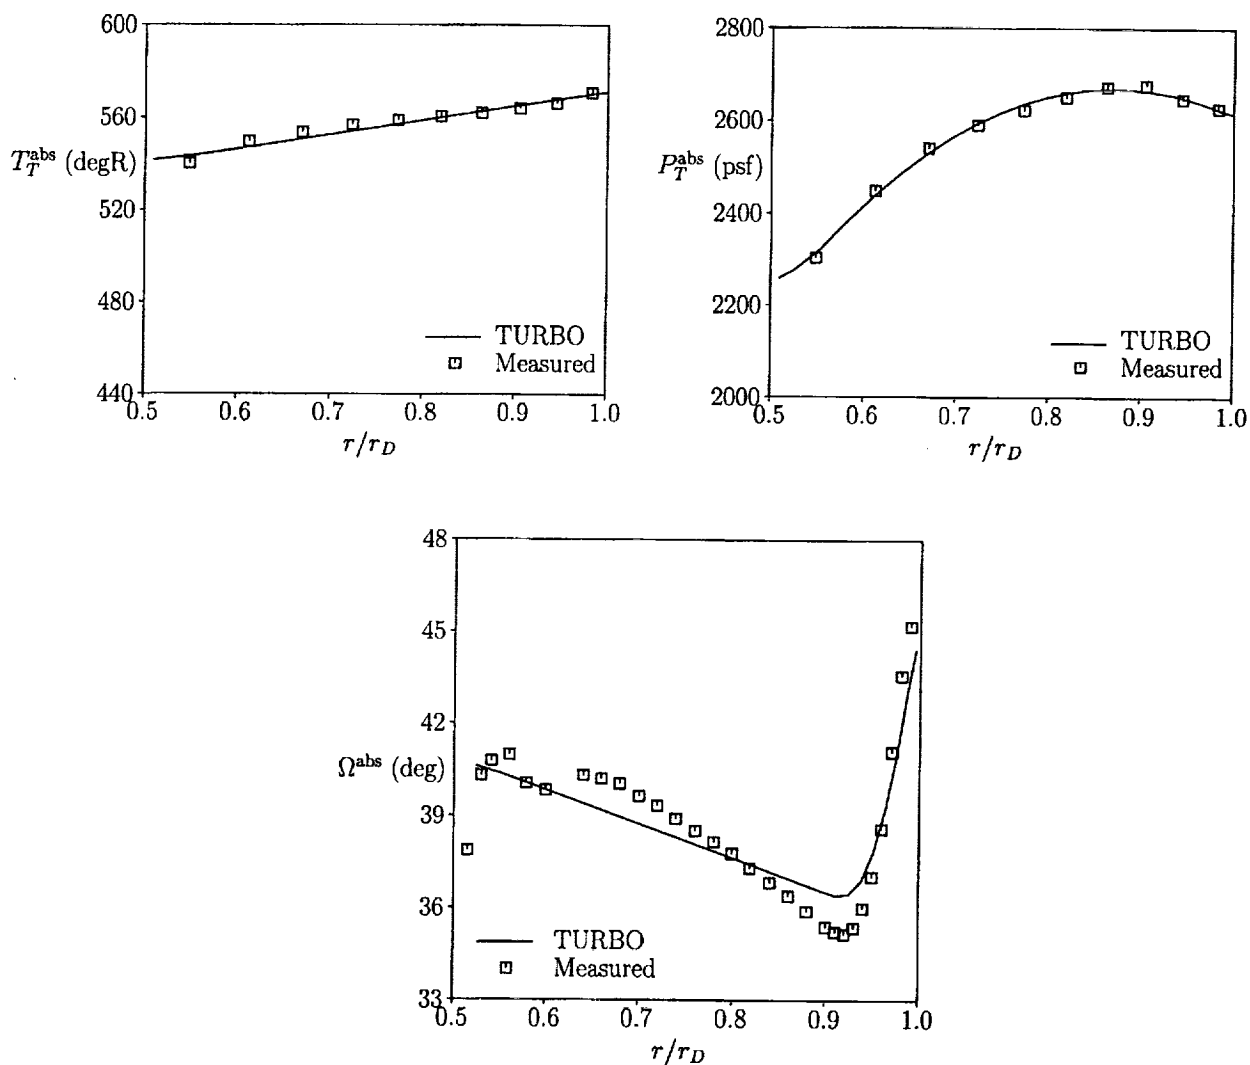 600
560
T_T^abs (degR)
520
480
440
TURBO
Measured
0.5 0.6 0.7 0.8 0.9 1.0
r/r_D
2800
2600
P_T^abs (psf)
2400
2200
2000
TURBO
Measured
0.5 0.6 0.7 0.8 0.9 1.0
r/r_D
48
45
42
Ω^abs (deg)
39
36
33
TURBO
Measured
0.5 0.6 0.7 0.8 0.9 1.0
r/r_D